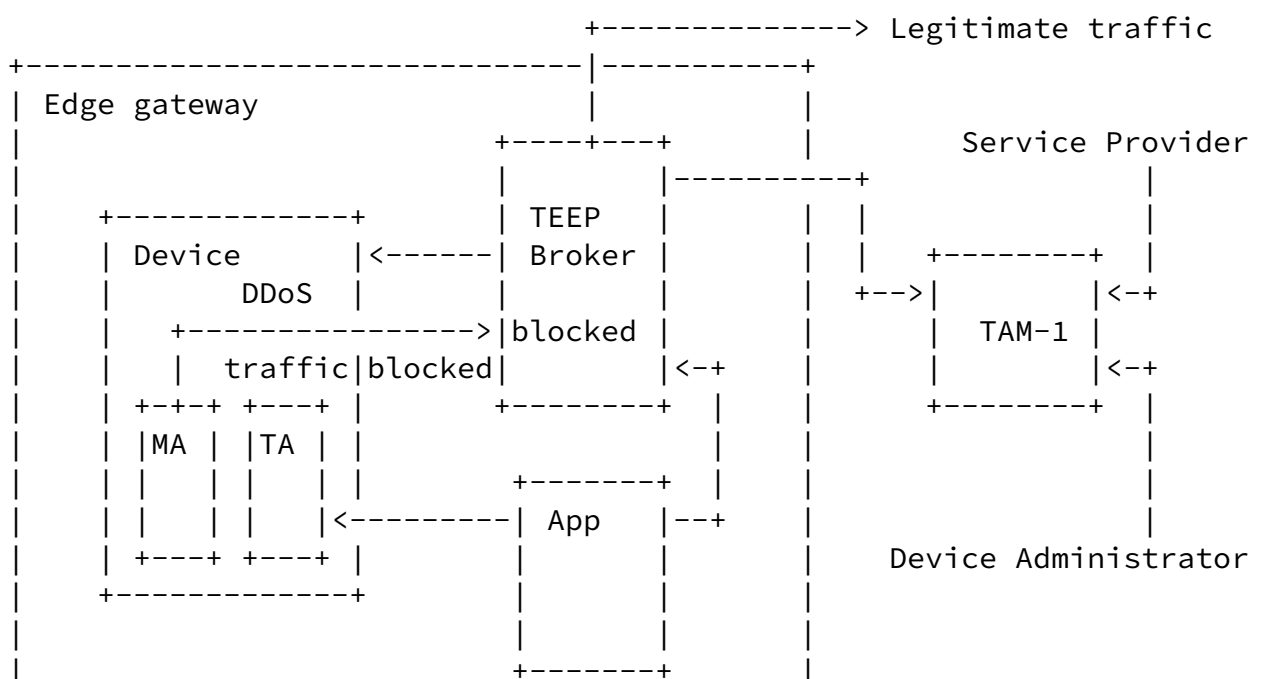 Legitimate traffic
Edge gateway
Service Provider
TEEP
Device Broker
DDoS
blocked TAM-1
traffic blocked
MA TA
App
Device Administrator